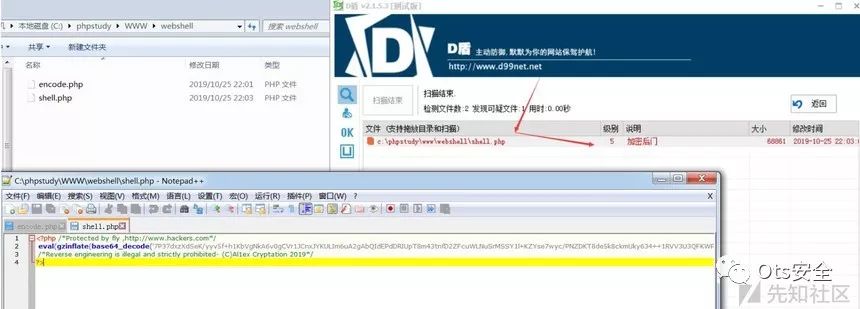 本地磁盘 (C:) ▸ phpstudy ▸ WWW ▸ webshell
搜索 webshell
共享 ▾ 新建文件夹
名称 修改日期 类型
encode.php 2019/10/25 22:01 PHP 文件
shell.php 2019/10/25 22:03 PHP 文件
D盾 v2.1.5.3 [测试版]
D盾 主动防御,默默为你的网站保驾护航!
http://www.d99net.net
扫描结束
扫描结束.
检测文件数:2 发现可疑文件:1 用时:0.00秒
返回
OK
文件 (支持拖放目录和扫描) 级别 说明 大小 修改时间
c:\phpstudy\www\webshell\shell.php 5 加密后门 68861 2019-10-25 22:03:
C:\phpstudy\WWW\webshell\shell.php - Notepad++
文件(F) 编辑(E) 搜索(S) 视图(V) 格式(M) 语言(L) 设置(T) 宏(O) 运行(R) 插件(P) 窗口(W) ?
encode.php shell.php
1 <?php /*Protected by fly ,http://www.hackers.com*/
2 eval(gzinflate(base64_decode(
3 /*Reverse engineering is illegal and strictly prohibited- (C)Al1ex Cryptation 2019*/
4 ?>
Ots安全
先知社区